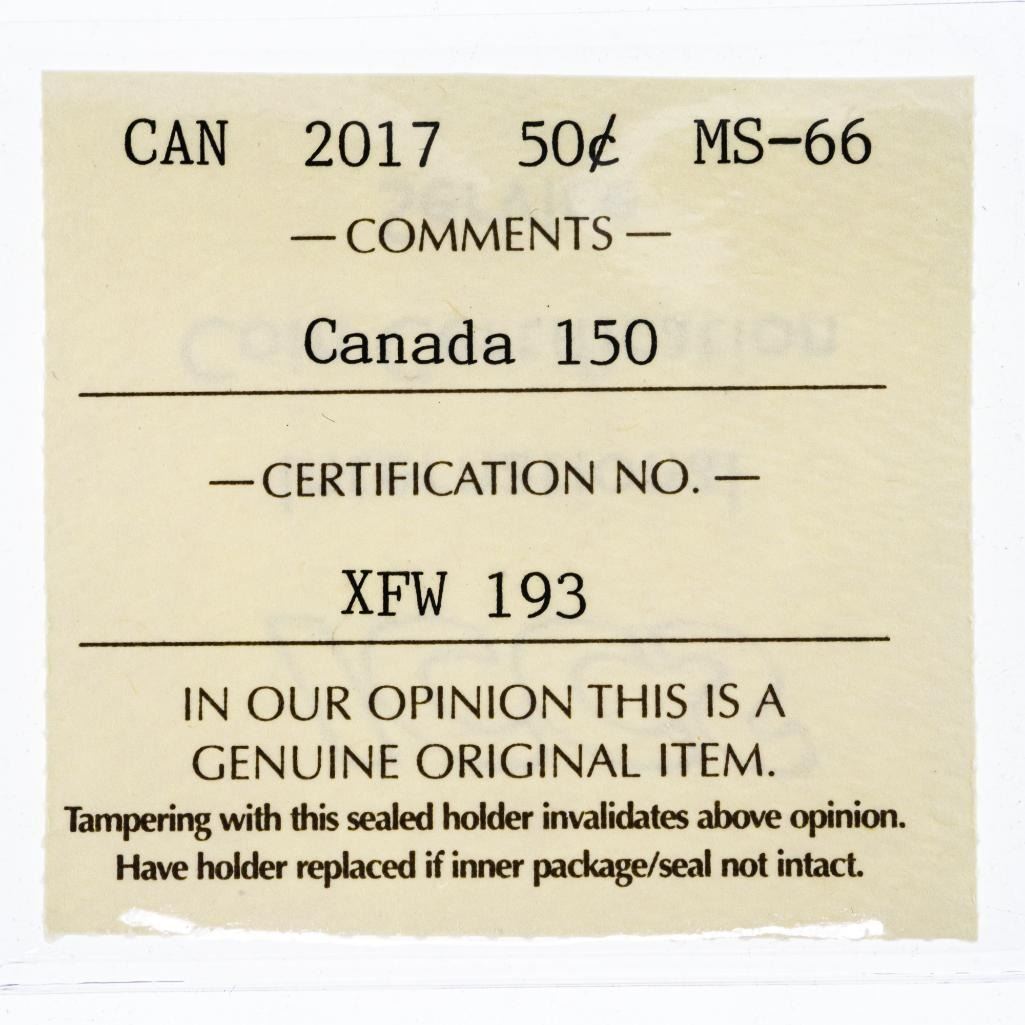 CAN 2017 50¢ MS-66
— COMMENTS —
Canada 150
— CERTIFICATION NO. —
XFW 193
IN OUR OPINION THIS IS A
GENUINE ORIGINAL ITEM.
Tampering with this sealed holder invalidates above opinion.
Have holder replaced if inner package/seal not intact.